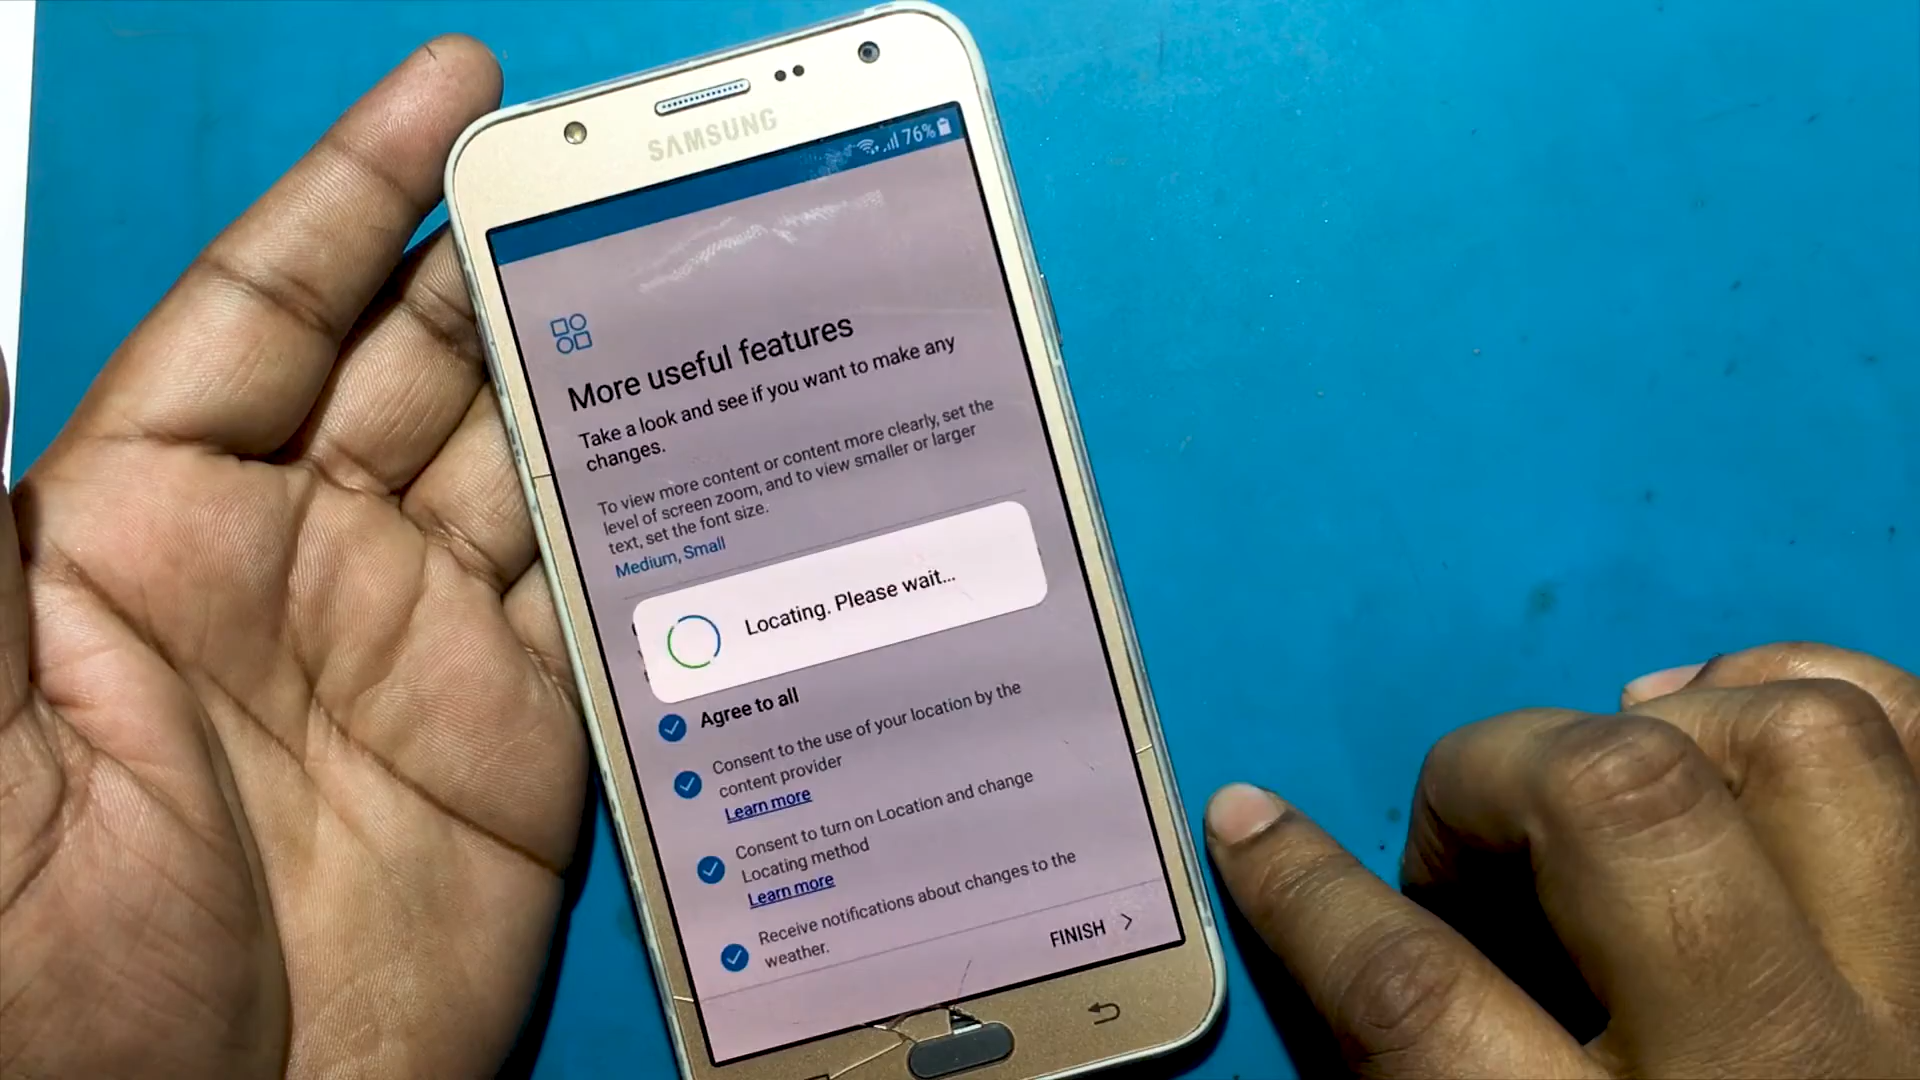 SAMSUNG
76%
More useful features
Take a look and see if you want to make any
changes.
To view more content or content more clearly, set the
level of screen zoom, and to view smaller or larger
text, set the font size.
Medium, Small
Locating. Please wait...
Agree to all
Consent to the use of your location by the
content provider
Learn more
Consent to turn on Location and change
Locating method
Learn more
Receive notifications about changes to the
weather.
FINISH